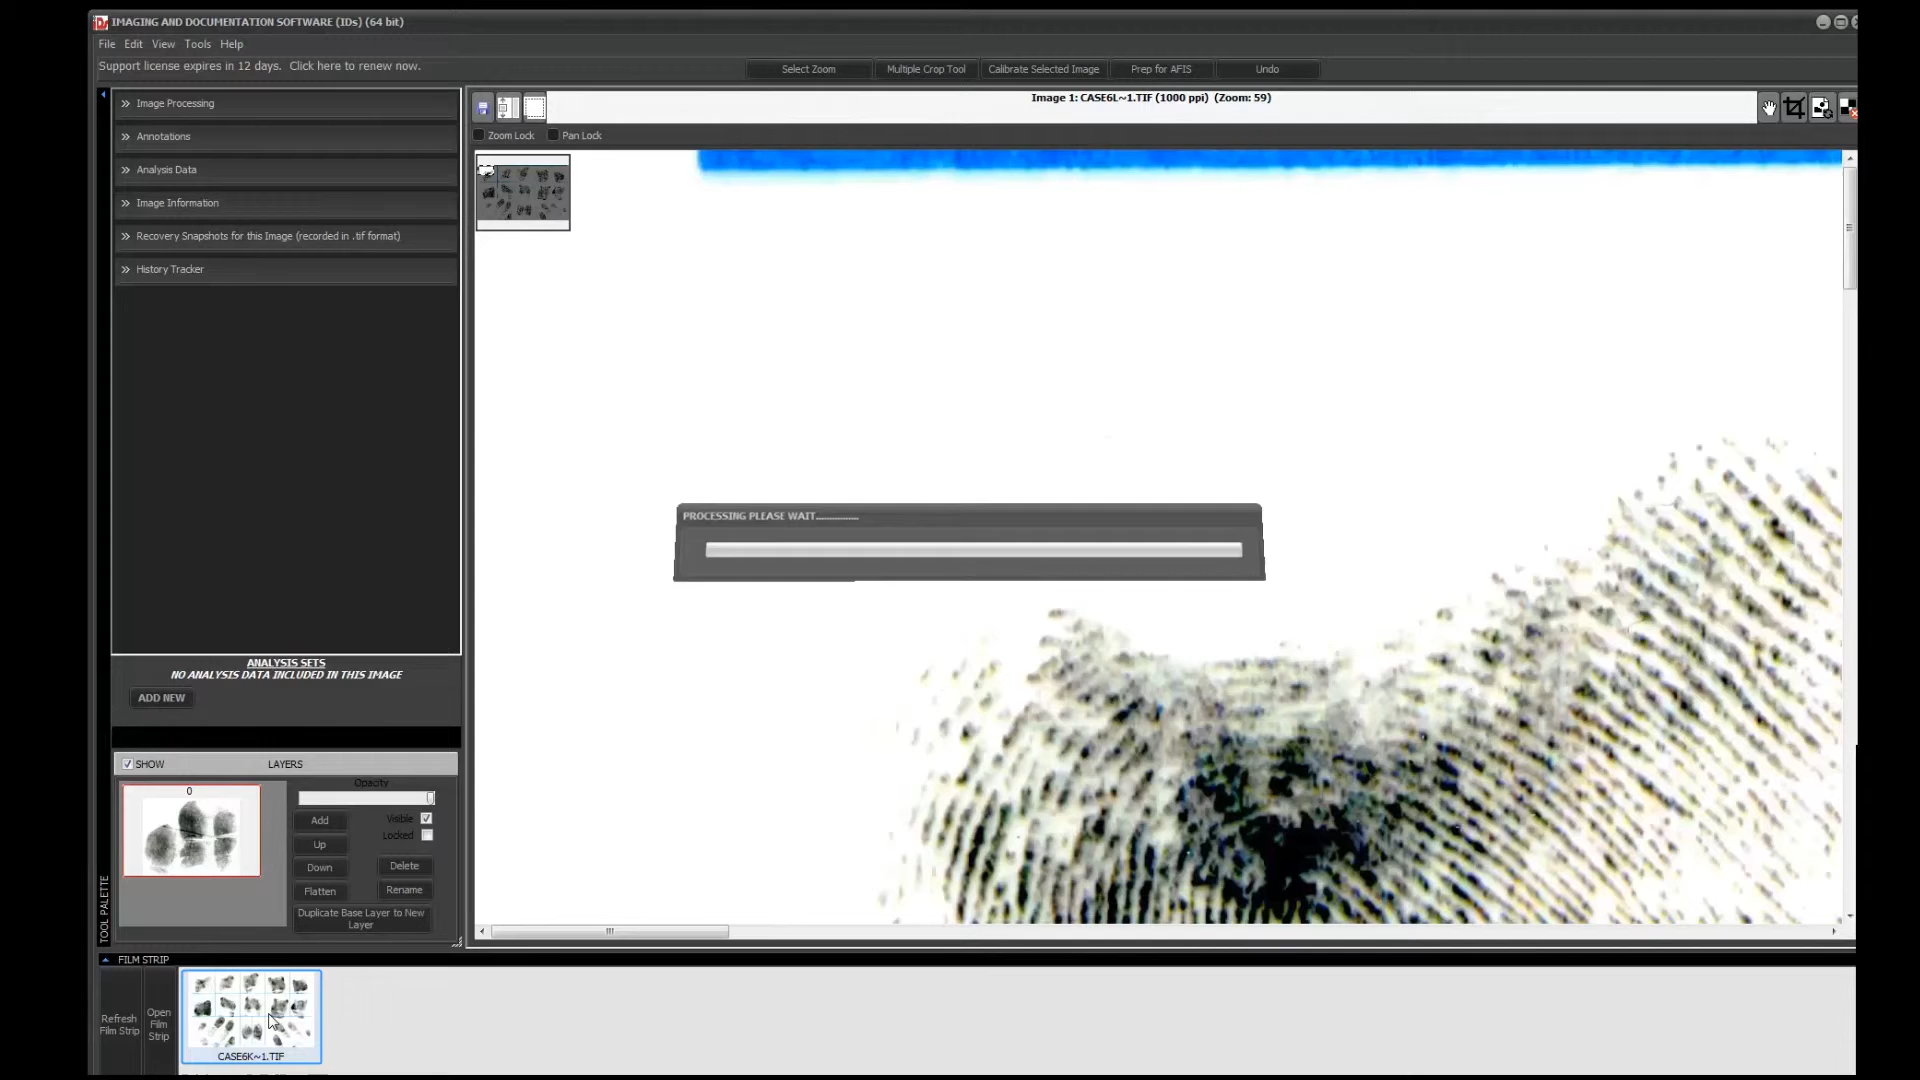 IMAGING AND DOCUMENTATION SOFTWARE (IDs) (64 bit)
File Edit View Tools Help
Support license expires in 12 days. Click here to renew now.
Select Zoom Multiple Crop Tool Calibrate Selected Image Prep for AFIS Undo
Image Processing
Annotations
Analysis Data
Image Information
Recovery Snapshots for this Image (recorded in .tif format)
History Tracker
Image 1: CASE6L~1.TIF (1000 ppi) (Zoom: 59)
Zoom Lock Pan Lock
PROCESSING PLEASE WAIT..............
ANALYSIS SETS
NO ANALYSIS DATA INCLUDED IN THIS IMAGE
ADD NEW
SHOW LAYERS
0
Opacity
Add Visible
Locked
Up
Down Delete
Flatten Rename
Duplicate Base Layer to New
Layer
TOOL PALETTE
FILM STRIP
Refresh
Film Strip
Open
Film
Strip
CASE6K~1.TIF